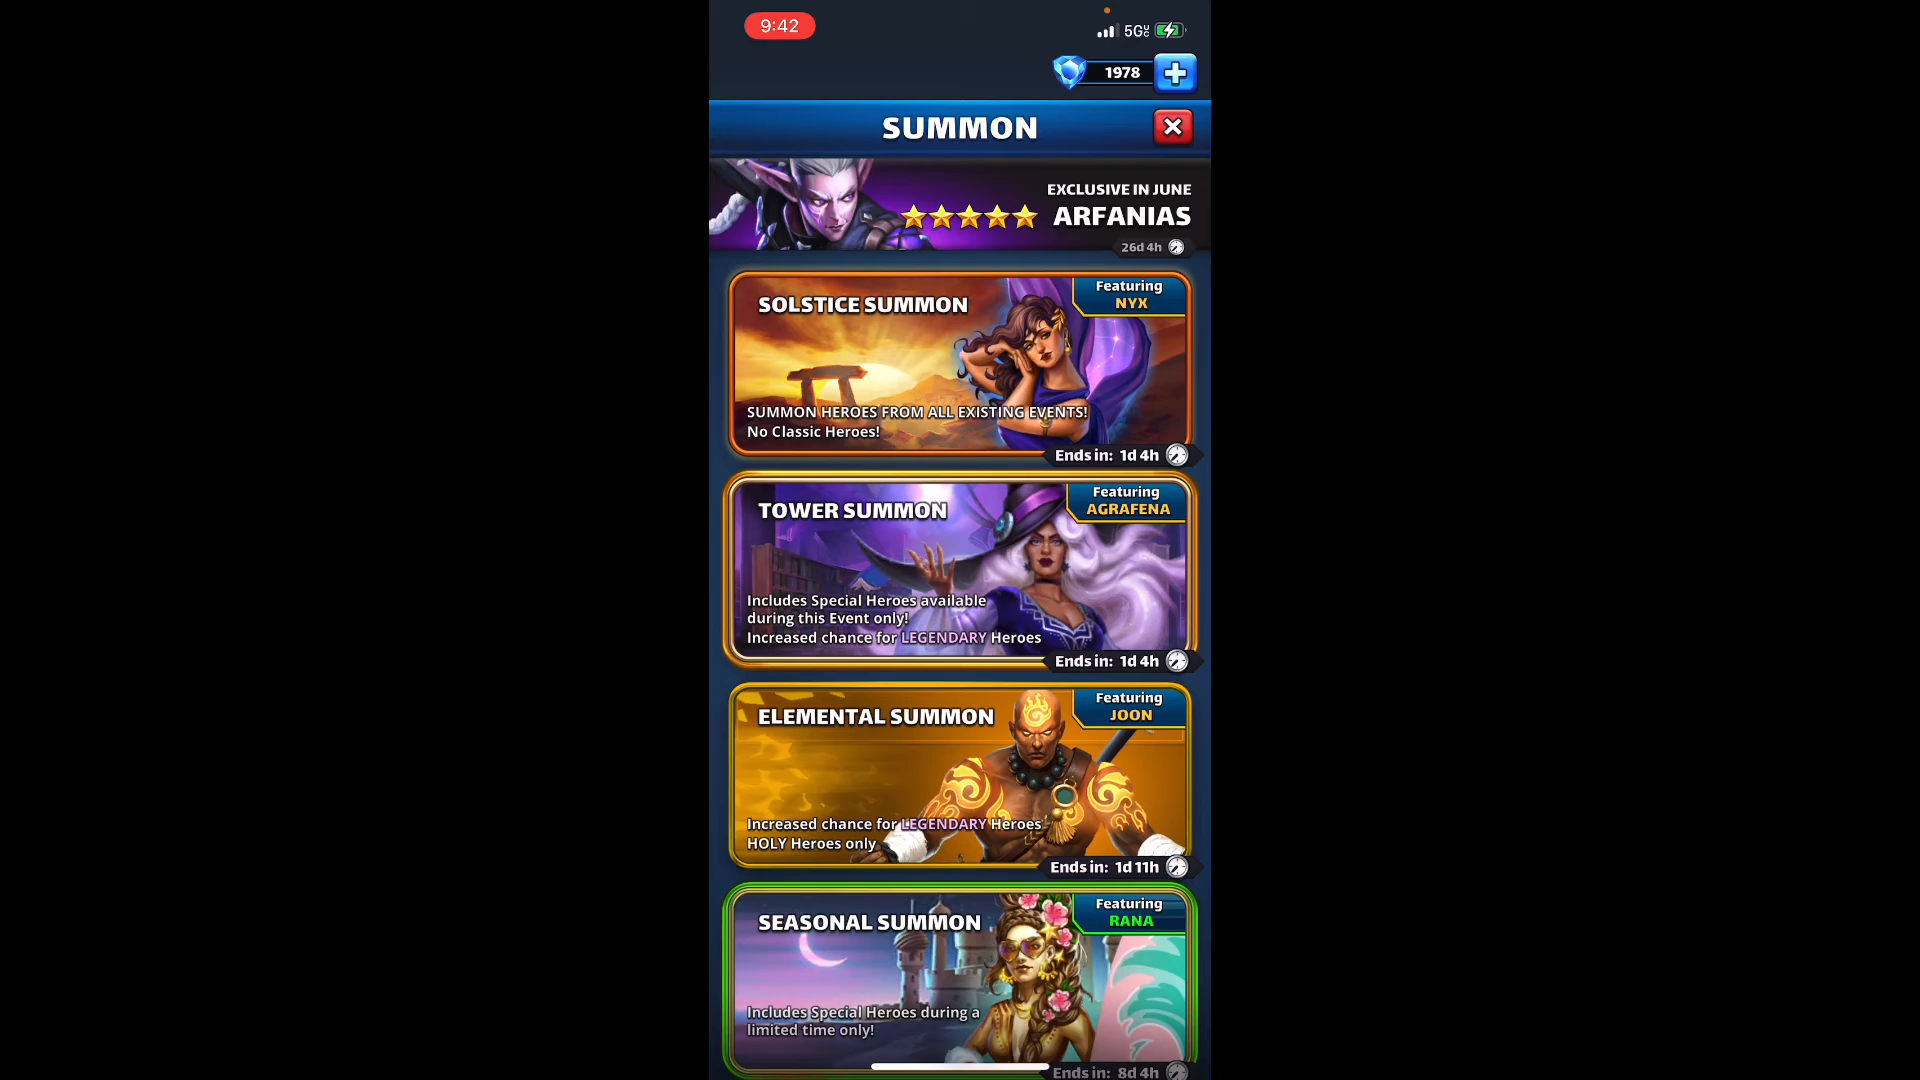 9:42
5G
1978
SUMMON
EXCLUSIVE IN JUNE
ARFANIAS
26d 4h
SOLSTICE SUMMON
Featuring
NYX
SUMMON HEROES FROM ALL EXISTING EVENTS!
No Classic Heroes!
Ends in: 1d 4h
TOWER SUMMON
Featuring
AGRAFENA
Includes Special Heroes available
during this Event only!
Increased chance for LEGENDARY Heroes
Ends in: 1d 4h
ELEMENTAL SUMMON
Featuring
JOON
Increased chance for LEGENDARY Heroes
HOLY Heroes only
Ends in: 1d 11h
SEASONAL SUMMON
Featuring
RANA
Includes Special Heroes during a
limited time only!
Ends in: 8d 4h